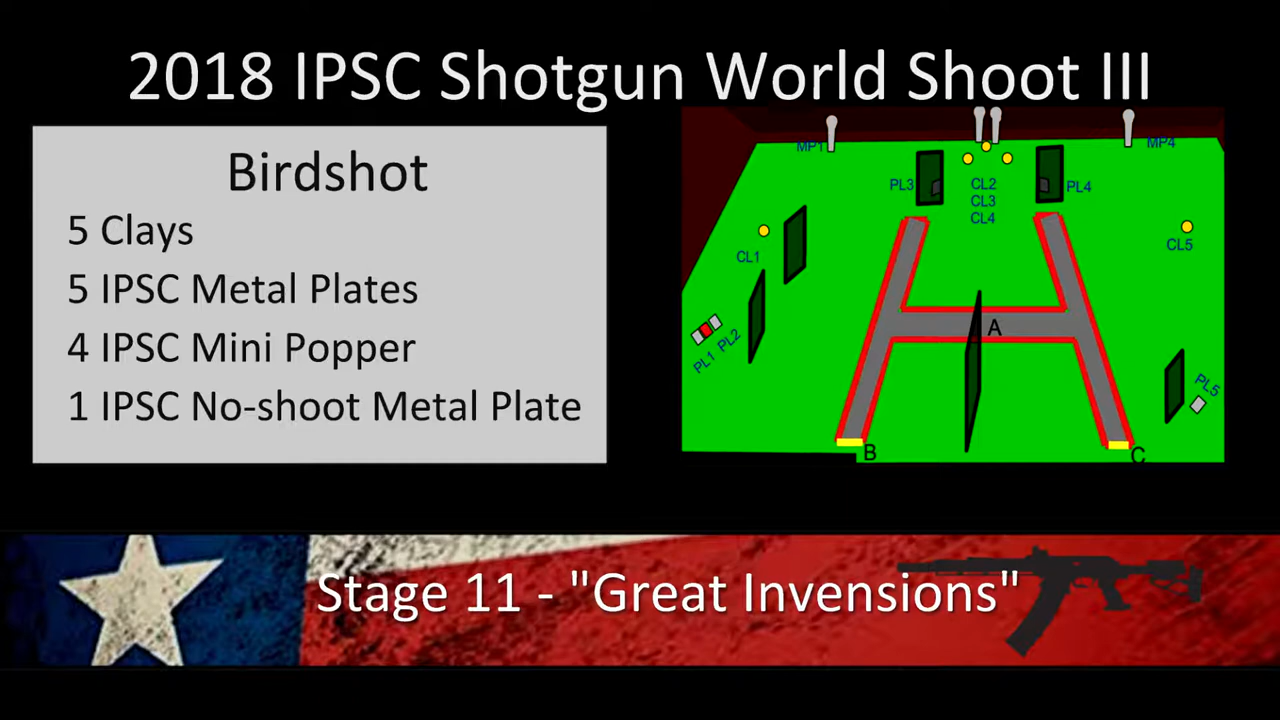 2018 IPSC Shotgun World Shoot III
Birdshot
5 Clays
5 IPSC Metal Plates
4 IPSC Mini Popper
1 IPSC No-shoot Metal Plate
MP1
MP4
PL3
CL2
CL3
CL4
PL4
CL1
CL5
PL1 PL2
A
PL5
B
C
Stage 11 - "Great Invensions"